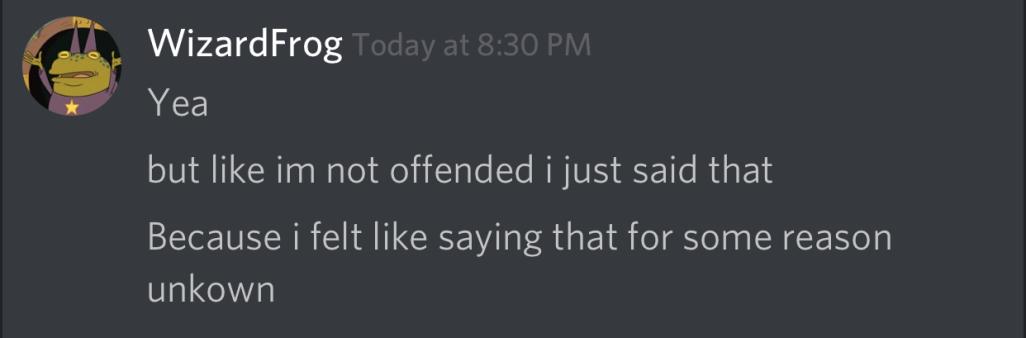 WizardFrog Today at 8:30 PM
Yea
but like im not offended i just said that
Because i felt like saying that for some reason
unkown